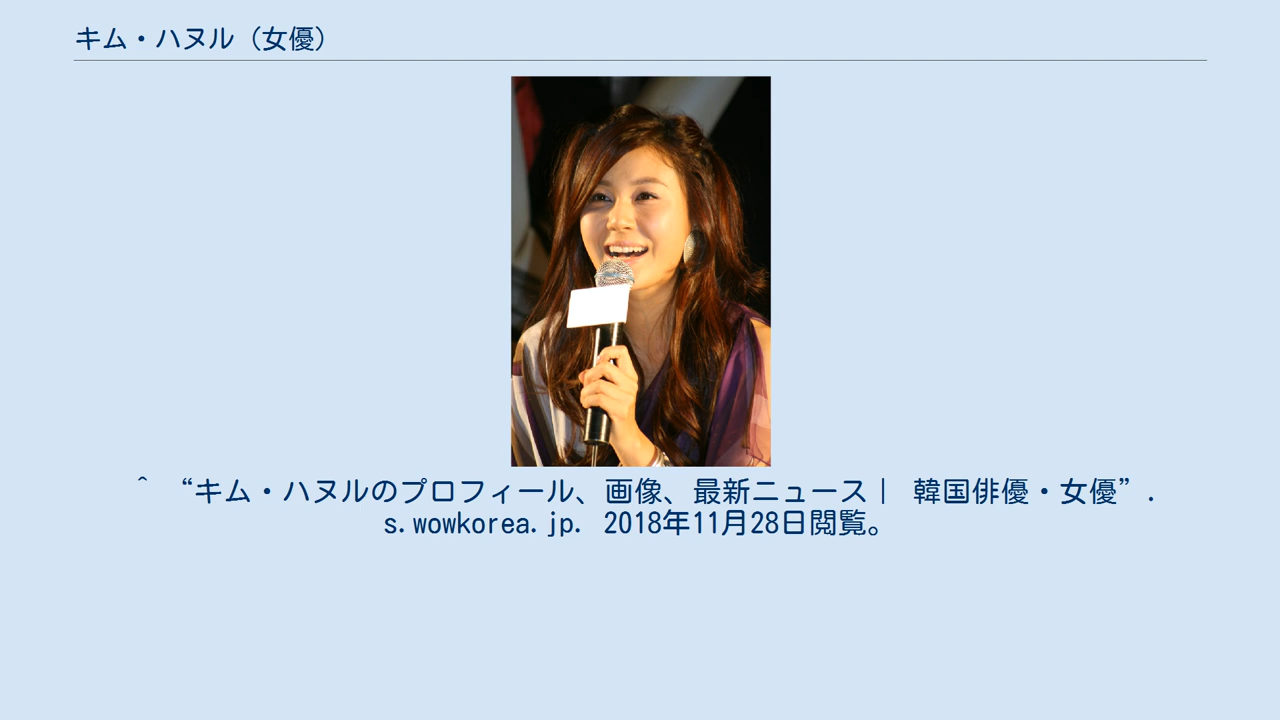 キム・ハヌル（女優）
^ “キム・ハヌルのプロフィール、画像、最新ニュース｜ 韓国俳優・女優”.
s.wowkorea.jp. 2018年11月28日閲覧。